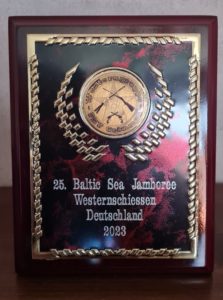 25. Baltic Sea Jamboree
Westernschiessen
Deutschland
2023